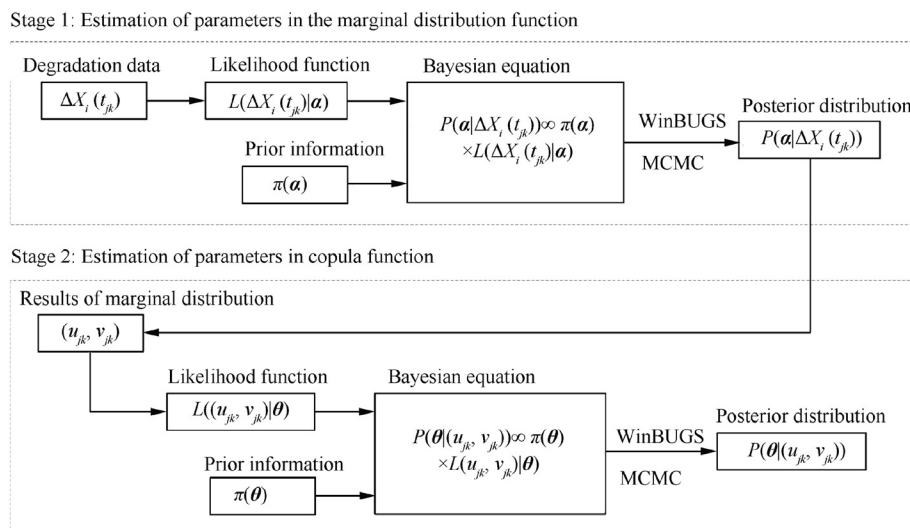 Stage 1: Estimation of parameters in the marginal distribution function
Degradation data
ΔX_i (t_jk)
Likelihood function
L(ΔX_i (t_jk)|α)
Prior information
π(α)
Bayesian equation
P(α|ΔX_i (t_jk))∞ π(α)
×L(ΔX_i (t_jk)|α)
WinBUGS
MCMC
Posterior distribution
P(α|ΔX_i (t_jk))
Stage 2: Estimation of parameters in copula function
Results of marginal distribution
(u_jk, v_jk)
Likelihood function
L((u_jk, v_jk)|θ)
Prior information
π(θ)
Bayesian equation
P(θ|(u_jk, v_jk))∞ π(θ)
×L(u_jk, v_jk)|θ)
WinBUGS
MCMC
Posterior distribution
P(θ|(u_jk, v_jk))